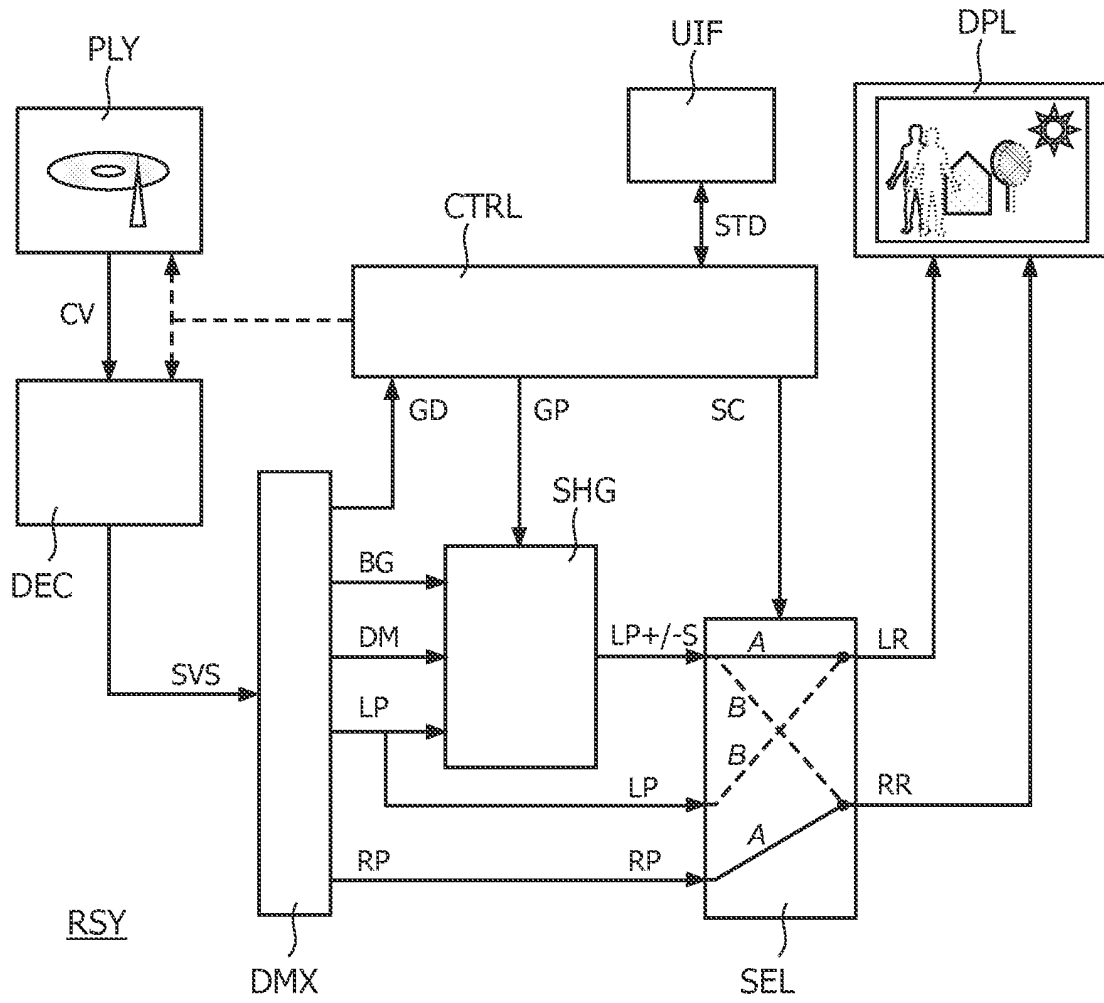 PLY
UIF
DPL
CTRL
STD
CV
GD
GP
SC
SHG
DEC
BG
DM
LP+/-S
A
LR
SVS
LP
B
B
LP
RR
A
RP
RP
RSY
DMX
SEL